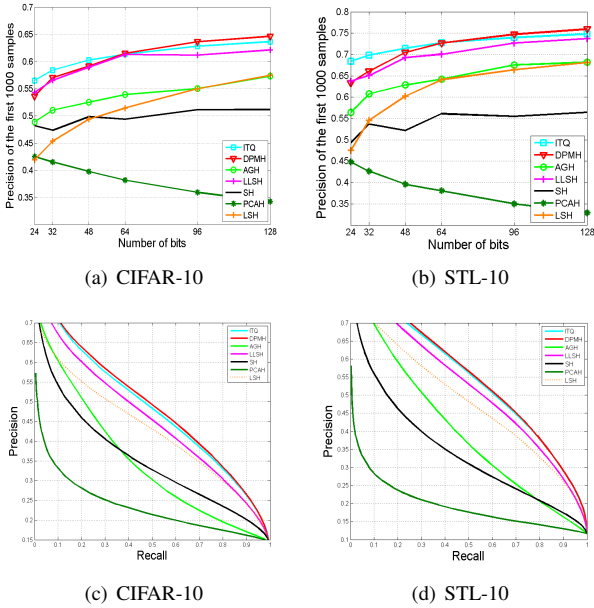 Precision of the first 1000 samples
0.65
0.6
0.55
0.5
0.45
0.4
0.35
24 32 48 64 96 128
Number of bits
ITQ
DPMH
AGH
LLSH
SH
PCAH
LSH
(a) CIFAR-10
Precision of the first 1000 samples
0.8
0.75
0.7
0.65
0.6
0.55
0.5
0.45
0.4
0.35
24 32 48 64 96 128
Number of bits
ITQ
DPMH
AGH
LLSH
SH
PCAH
LSH
(b) STL-10
Precision
0.7
0.65
0.6
0.55
0.5
0.45
0.4
0.35
0.3
0.25
0.2
0.15
0 0.1 0.2 0.3 0.4 0.5 0.6 0.7 0.8 0.9 1
Recall
ITQ
DPMH
AGH
LLSH
SH
PCAH
LSH
(c) CIFAR-10
Precision
0.7
0.6
0.5
0.4
0.3
0.2
0.1
0 0.1 0.2 0.3 0.4 0.5 0.6 0.7 0.8 0.9 1
Recall
ITQ
DPMH
AGH
LLSH
SH
PCAH
LSH
(d) STL-10